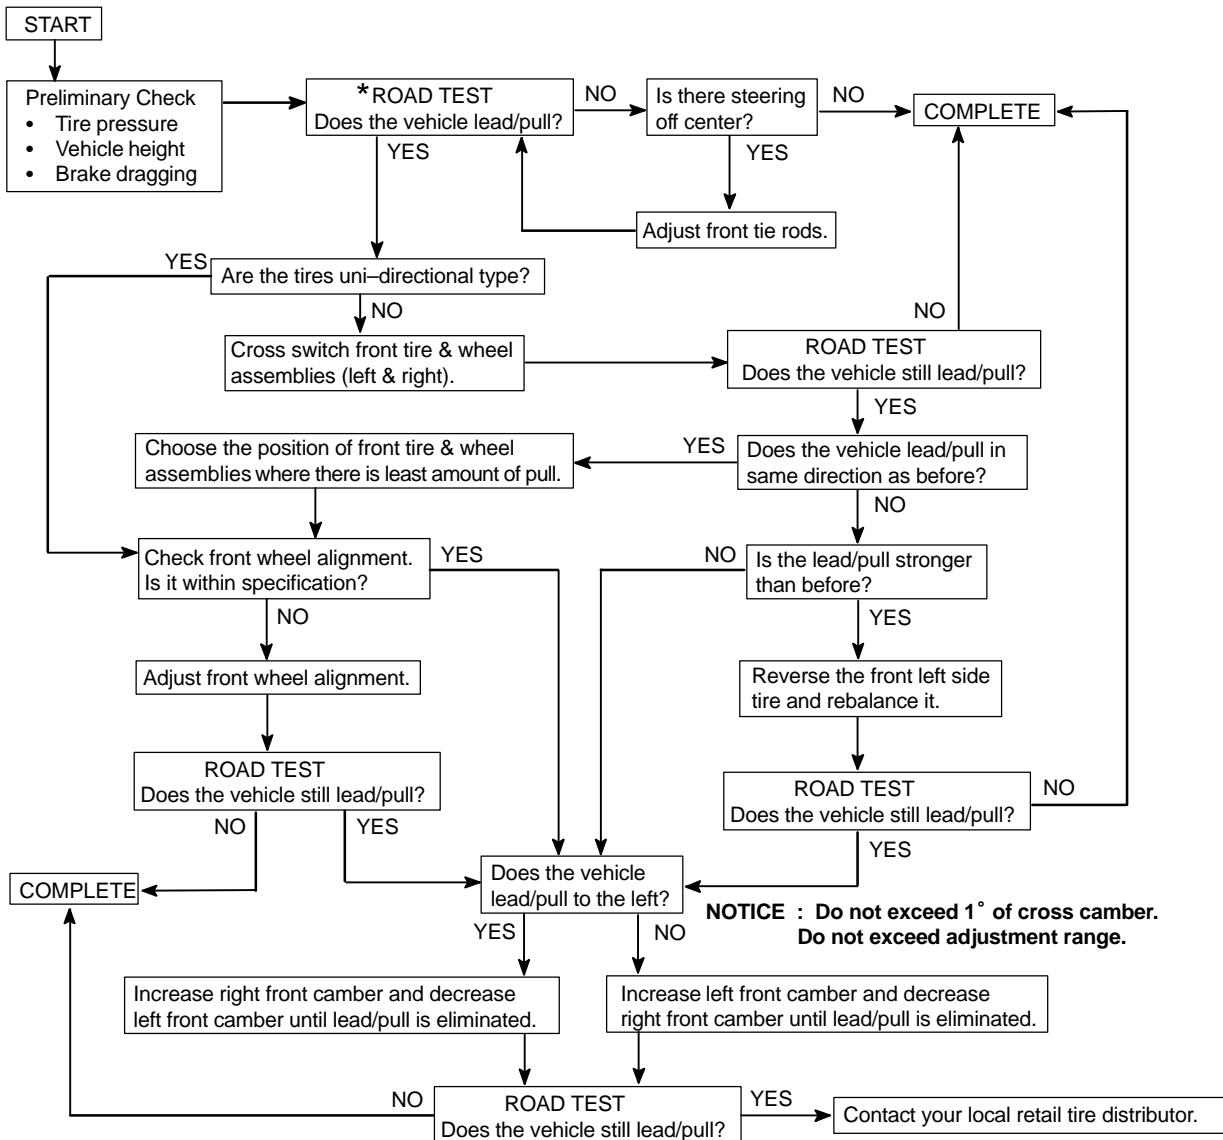 START
Preliminary Check
• Tire pressure
• Vehicle height
• Brake dragging
*ROAD TEST
Does the vehicle lead/pull?
NO
Is there steering
off center?
NO
COMPLETE
YES
YES
Adjust front tie rods.
YES
Are the tires uni–directional type?
NO
Cross switch front tire & wheel
assemblies (left & right).
NO
ROAD TEST
Does the vehicle still lead/pull?
YES
Choose the position of front tire & wheel
assemblies where there is least amount of pull.
YES
Does the vehicle lead/pull in
same direction as before?
NO
Check front wheel alignment.
Is it within specification?
YES
NO
Is the lead/pull stronger
than before?
NO
YES
Adjust front wheel alignment.
Reverse the front left side
tire and rebalance it.
ROAD TEST
Does the vehicle still lead/pull?
NO
YES
ROAD TEST
Does the vehicle still lead/pull?
NO
YES
COMPLETE
Does the vehicle
lead/pull to the left?
NOTICE : Do not exceed 1° of cross camber.
Do not exceed adjustment range.
YES
NO
Increase right front camber and decrease
left front camber until lead/pull is eliminated.
Increase left front camber and decrease
right front camber until lead/pull is eliminated.
NO
ROAD TEST
Does the vehicle still lead/pull?
YES
Contact your local retail tire distributor.